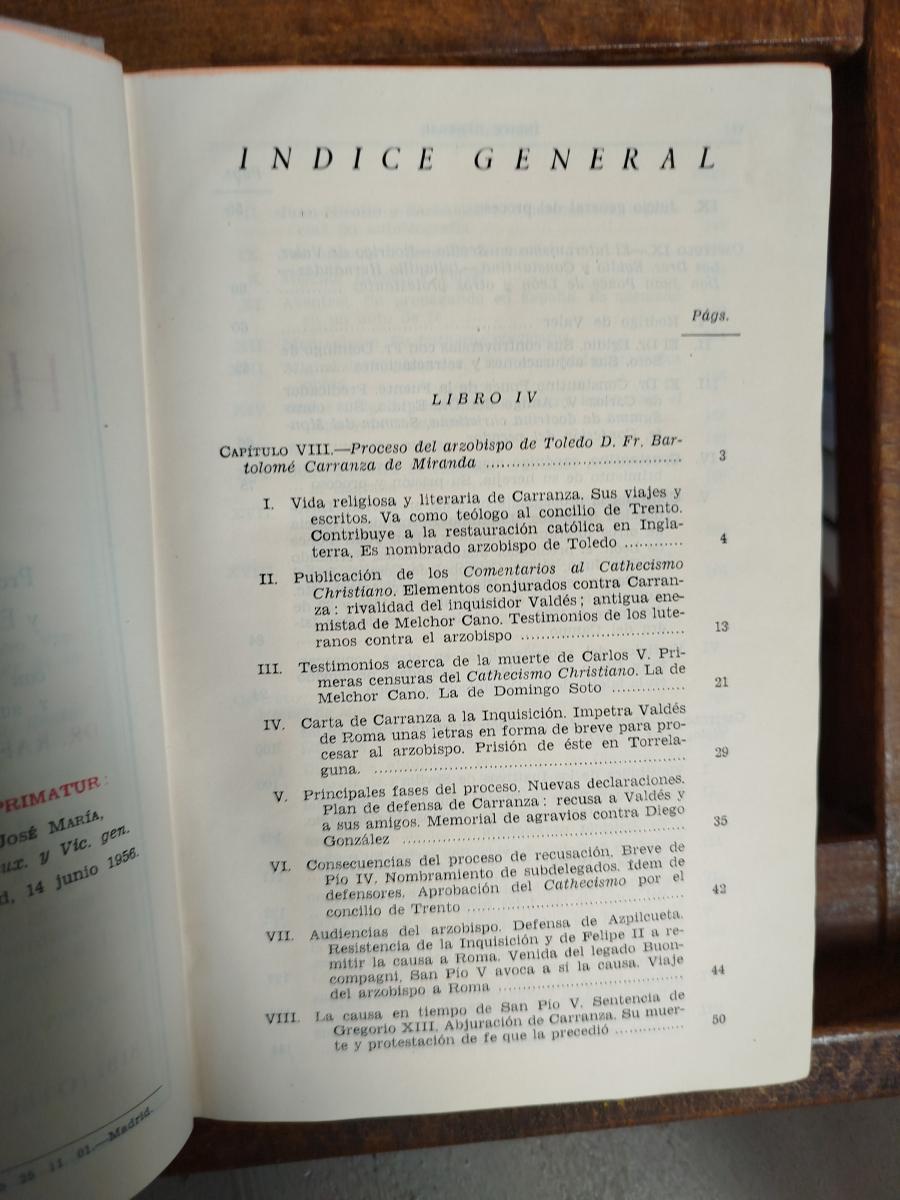 PRIMATUR:
JOSÉ MARÍA,
ux. y Vic. gen.
d, 14 junio 1956.
25 11 01.—Madrid.
INDICE GENERAL
Págs.
LIBRO IV
CAPÍTULO VIII.—Proceso del arzobispo de Toledo D. Fr. Bar-
tolomé Carranza de Miranda ........................................ 3
I. Vida religiosa y literaria de Carranza. Sus viajes y
escritos. Va como teólogo al concilio de Trento.
Contribuye a la restauración católica en Ingla-
terra. Es nombrado arzobispo de Toledo ............ 4
II. Publicación de los Comentarios al Cathecismo
Christiano. Elementos conjurados contra Carran-
za: rivalidad del inquisidor Valdés; antigua ene-
mistad de Melchor Cano. Testimonios de los lute-
ranos contra el arzobispo ................................. 13
III. Testimonios acerca de la muerte de Carlos V. Pri-
meras censuras del Cathecismo Christiano. La de
Melchor Cano. La de Domingo Soto ............... 21
IV. Carta de Carranza a la Inquisición. Impetra Valdés
de Roma unas letras en forma de breve para pro-
cesar al arzobispo. Prisión de éste en Torrela-
guna. ............................................................... 29
V. Principales fases del proceso. Nuevas declaraciones.
Plan de defensa de Carranza: recusa a Valdés y
a sus amigos. Memorial de agravios contra Diego
González ......................................................... 35
VI. Consecuencias del proceso de recusación. Breve de
Pío IV. Nombramiento de subdelegados. Ídem de
defensores. Aprobación del Cathecismo por el
concilio de Trento ............................................ 42
VII. Audiencias del arzobispo. Defensa de Azpilcueta.
Resistencia de la Inquisición y de Felipe II a re-
mitir la causa a Roma. Venida del legado Buon-
compagni. San Pío V avoca a sí la causa. Viaje
del arzobispo a Roma ...................................... 44
VIII. La causa en tiempo de San Pío V. Sentencia de
Gregorio XIII. Abjuración de Carranza. Su muer-
te y protestación de fe que la precedió ............... 50